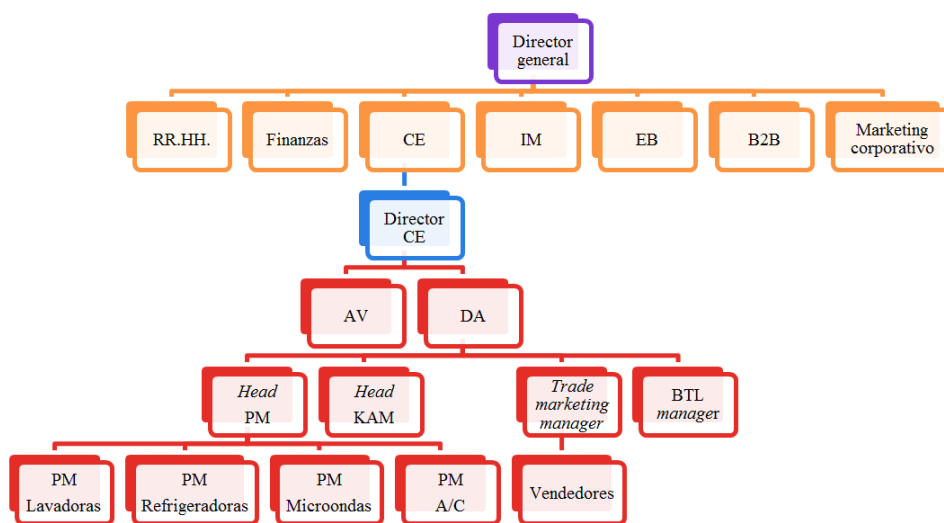 Director
general
RR.HH.
Finanzas
CE
IM
EB
B2B
Marketing
corporativo
Director
CE
AV
DA
Head
PM
Head
KAM
Trade
marketing
manager
BTL
manager
PM
Lavadoras
PM
Refrigeradoras
PM
Microondas
PM
A/C
Vendedores